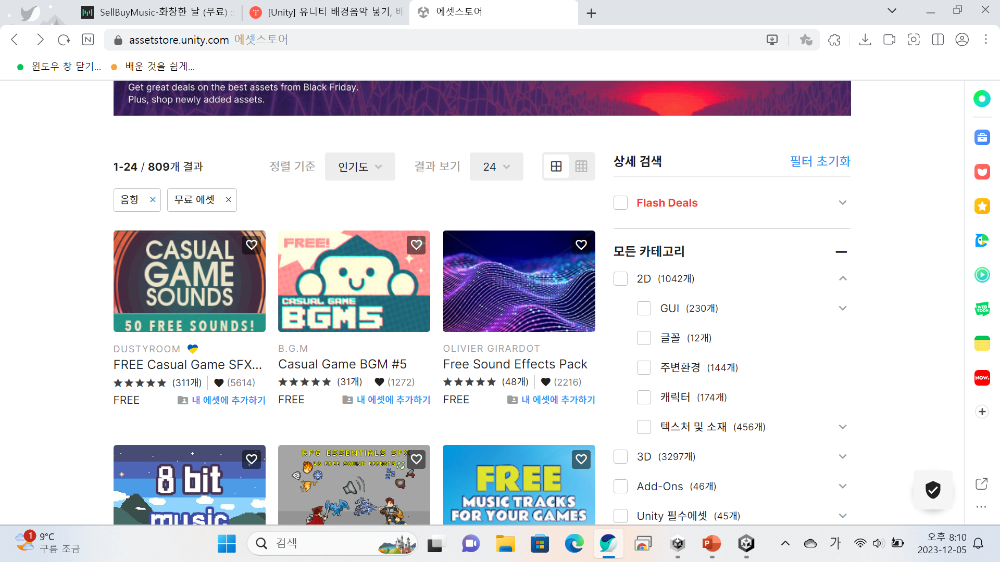 SellBuyMusic-화창한 날 (무료) :
[Unity] 유니티 배경음악 넣기, 배
에셋스토어
assetstore.unity.com 에셋스토어
윈도우 창 닫기...
배운 것을 쉽게...
Get great deals on the best assets from Black Friday.
Plus, shop newly added assets.
1-24 / 809개 결과
정렬 기준
인기도
결과 보기
24
상세 검색
필터 초기화
음향 ×
무료 에셋 ×
Flash Deals
CASUAL
GAME
SOUNDS
50 FREE SOUNDS!
FREE!
CASUAL GAME
BGM5
DUSTYROOM
FREE Casual Game SFX...
★★★★★ (311개) (5614)
FREE 내 에셋에 추가하기
B.G.M
Casual Game BGM #5
★★★★★ (31개) (1272)
FREE 내 에셋에 추가하기
OLIVIER GIRARDOT
Free Sound Effects Pack
★★★★★ (48개) (2216)
FREE 내 에셋에 추가하기
모든 카테고리
2D (1042개)
GUI (230개)
글꼴 (12개)
주변환경 (144개)
캐릭터 (174개)
텍스처 및 소재 (456개)
3D (3297개)
Add-Ons (46개)
Unity 필수에셋 (45개)
8 bit
music
RPG ESSENTIALS SFX
48 FREE SOUND EFFECTS
FREE
MUSIC TRACKS
FOR YOUR GAMES
WEB
TOON
NOW.
1
9°C
구름 조금
검색
가
오후 8:10
2023-12-05